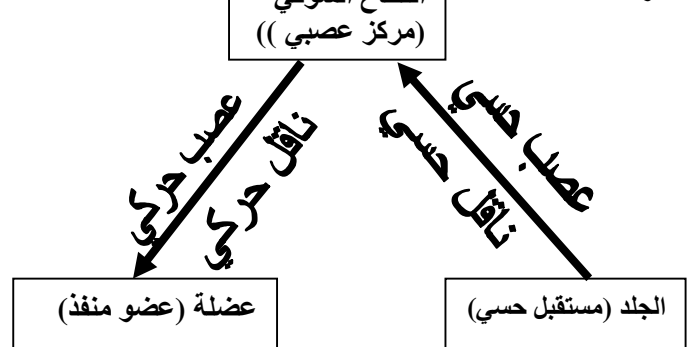 (مركز عصبي ))
عصب حركي
ناقل حركي
عصب حسي
ناقل حسي
عضلة (عضو منفذ)
الجلد (مستقبل حسي)